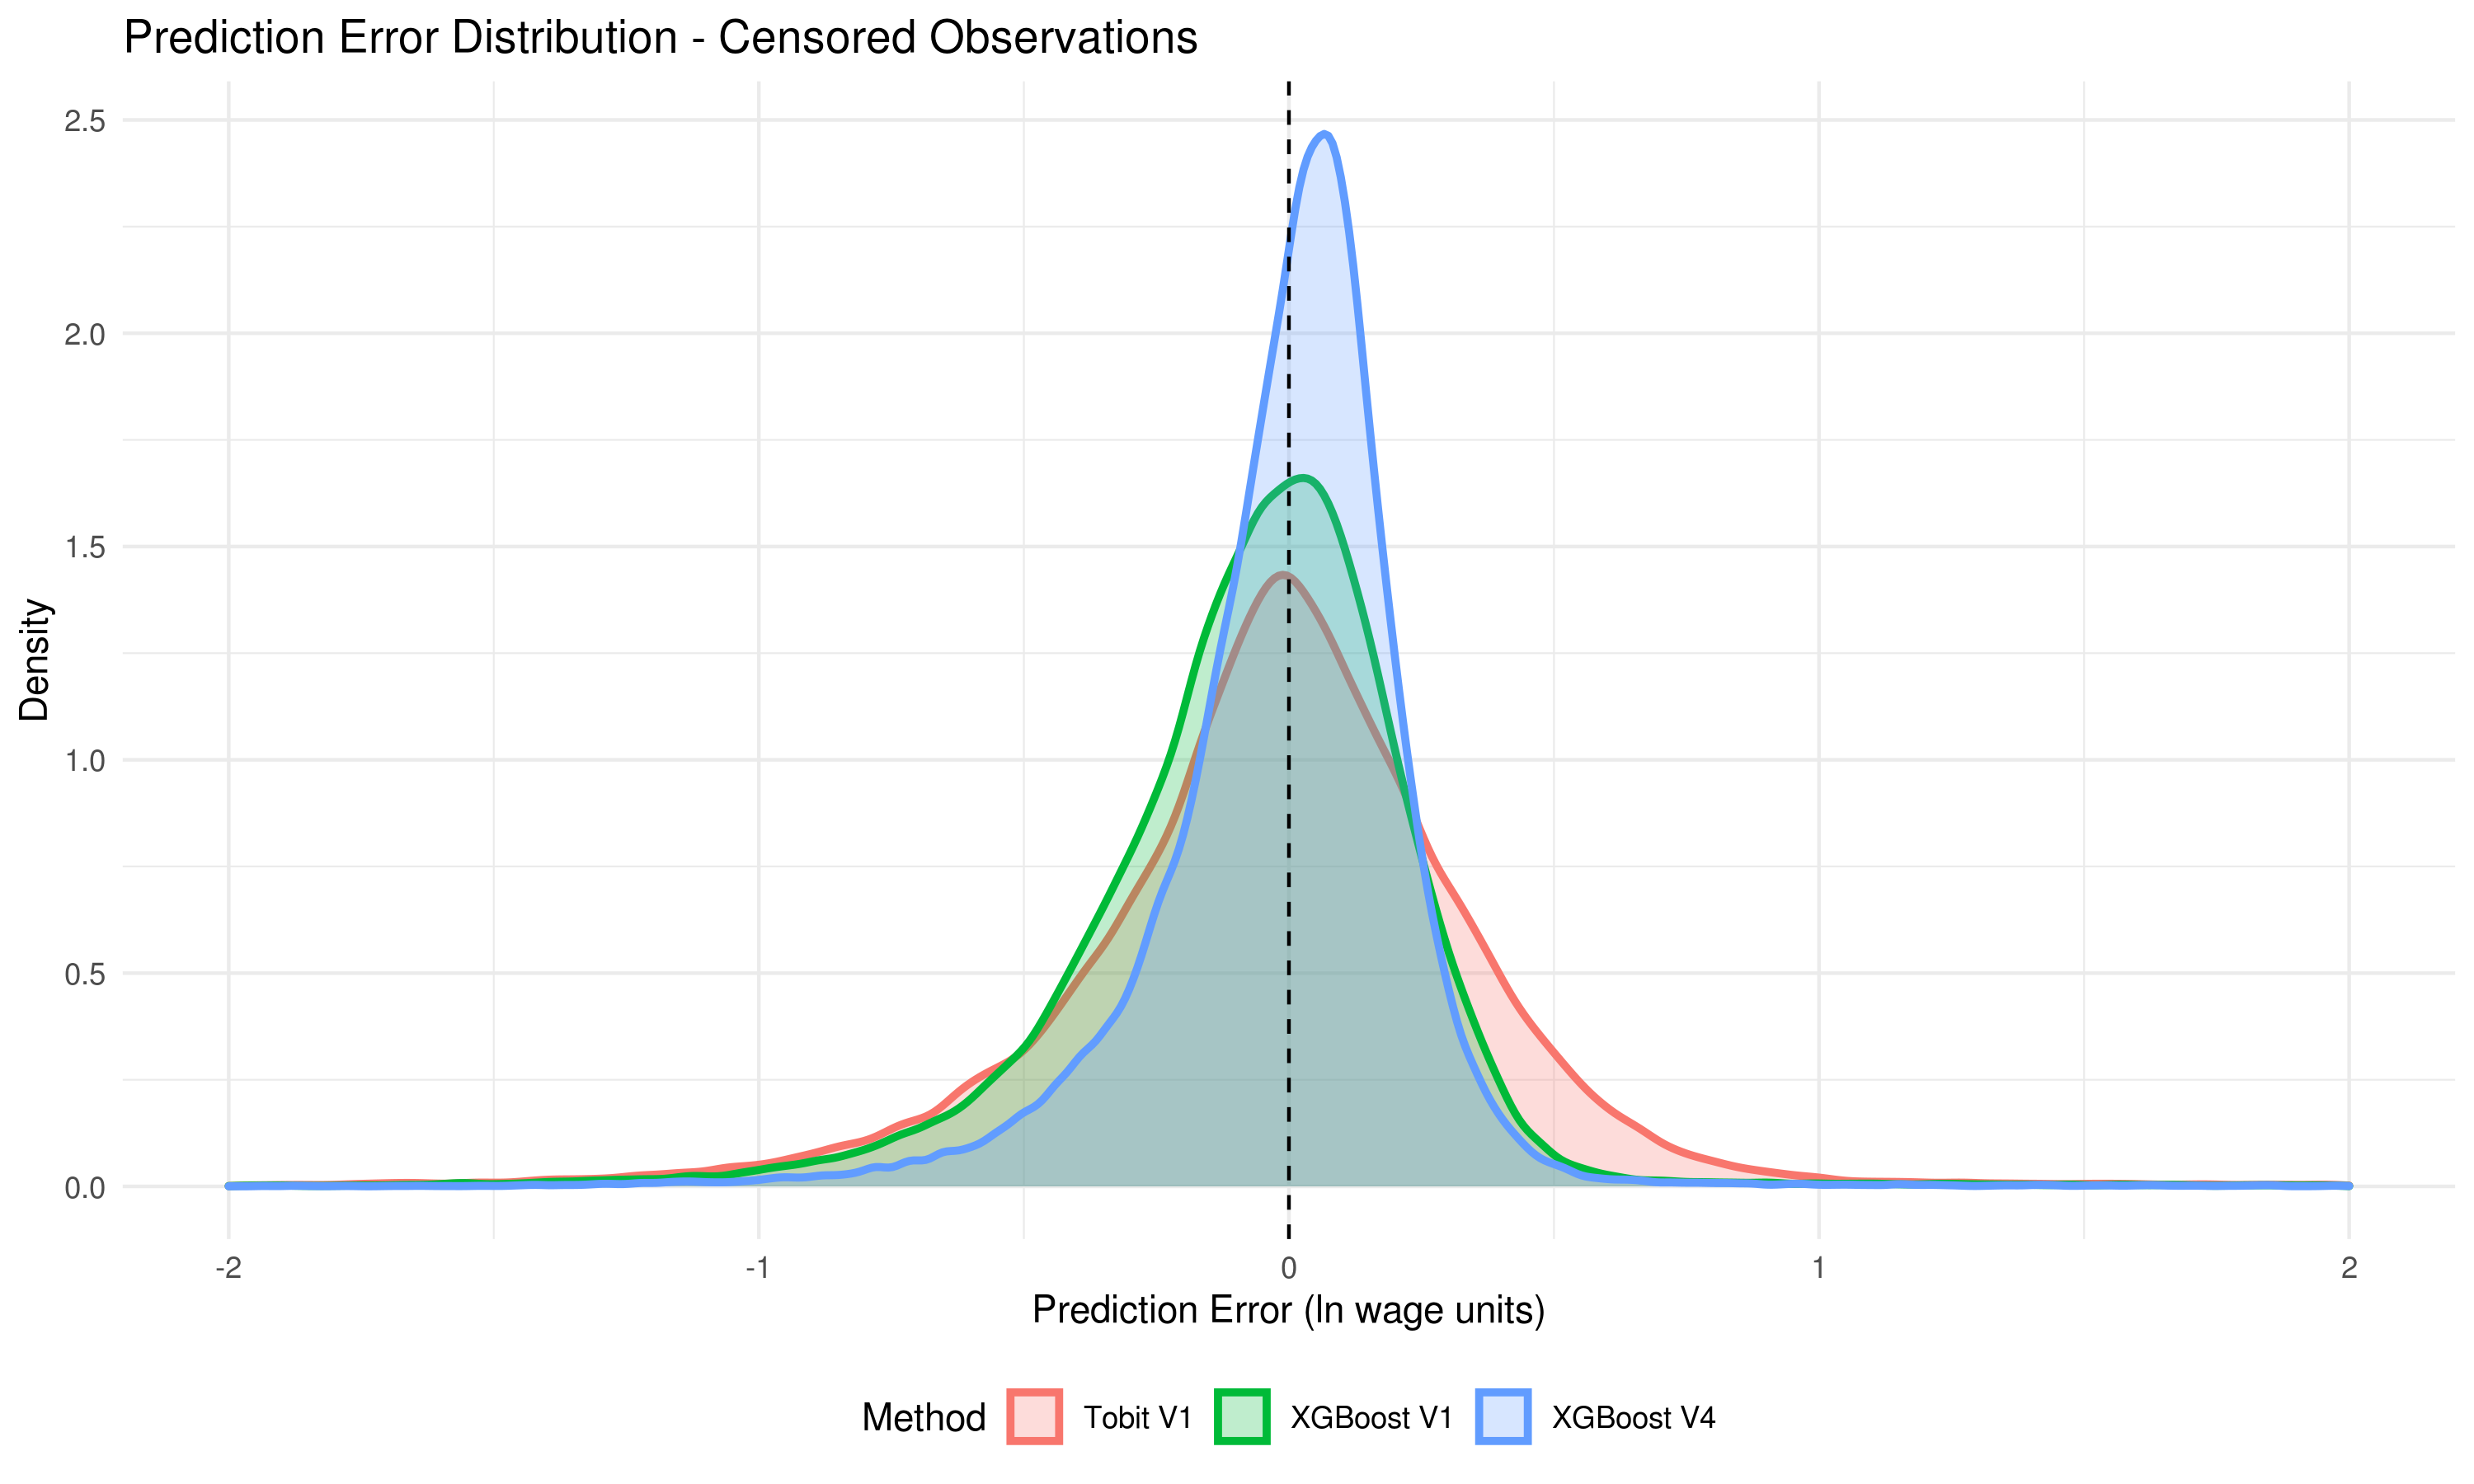 Prediction Error Distribution - Censored Observations
2.5
2.0
1.5
1.0
0.5
0.0
Density
-2 -1 0 1 2
Prediction Error (ln wage units)
Method Tobit V1 XGBoost V1 XGBoost V4